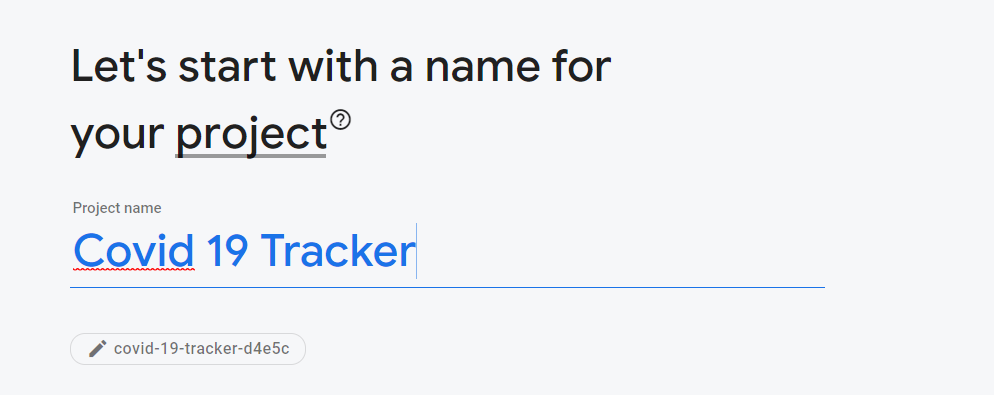 Let's start with a name for
your project
Project name
Covid 19 Tracker
covid-19-tracker-d4e5c